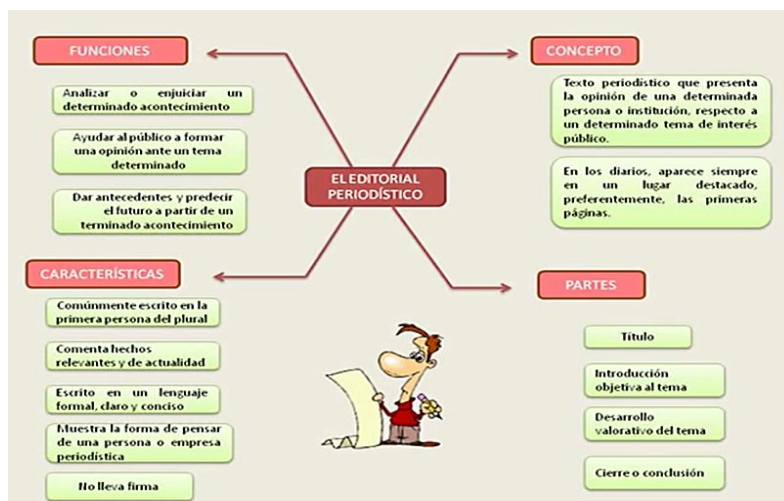 FUNCIONES
Analizar o enjuiciar un
determinado acontecimiento
Ayudar al público a formar
una opinión ante un tema
determinado
Dar antecedentes y predecir
el futuro a partir de un
terminado acontecimiento
CONCEPTO
Texto periodístico que presenta
la opinión de una determinada
persona o institución, respecto a
un determinado tema de interés
público.
En los diarios, aparece siempre
en un lugar destacado,
preferentemente, las primeras
páginas.
EL EDITORIAL
PERIODÍSTICO
CARACTERÍSTICAS
Comúnmente escrito en la
primera persona del plural
Comenta hechos
relevantes y de actualidad
Escrito en un lenguaje
formal, claro y conciso
Muestra la forma de pensar
de una persona o empresa
periodística
No lleva firma
PARTES
Título
Introducción
objetiva al tema
Desarrollo
valorativo del tema
Cierre o conclusión